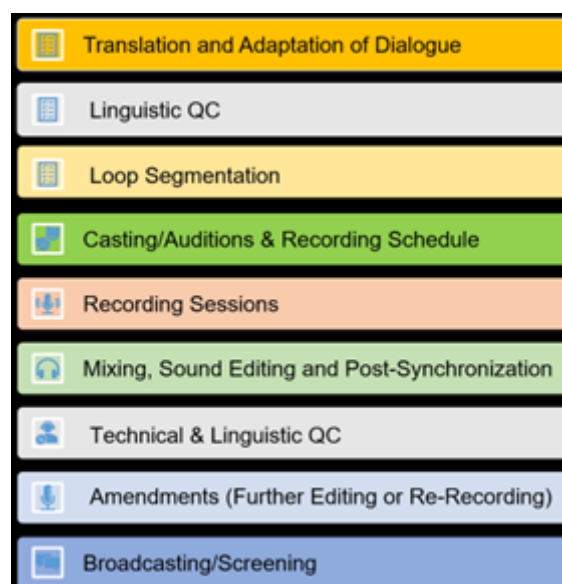 Translation and Adaptation of Dialogue
Linguistic QC
Loop Segmentation
Casting/Auditions & Recording Schedule
Recording Sessions
Mixing, Sound Editing and Post-Synchronization
Technical & Linguistic QC
Amendments (Further Editing or Re-Recording)
Broadcasting/Screening